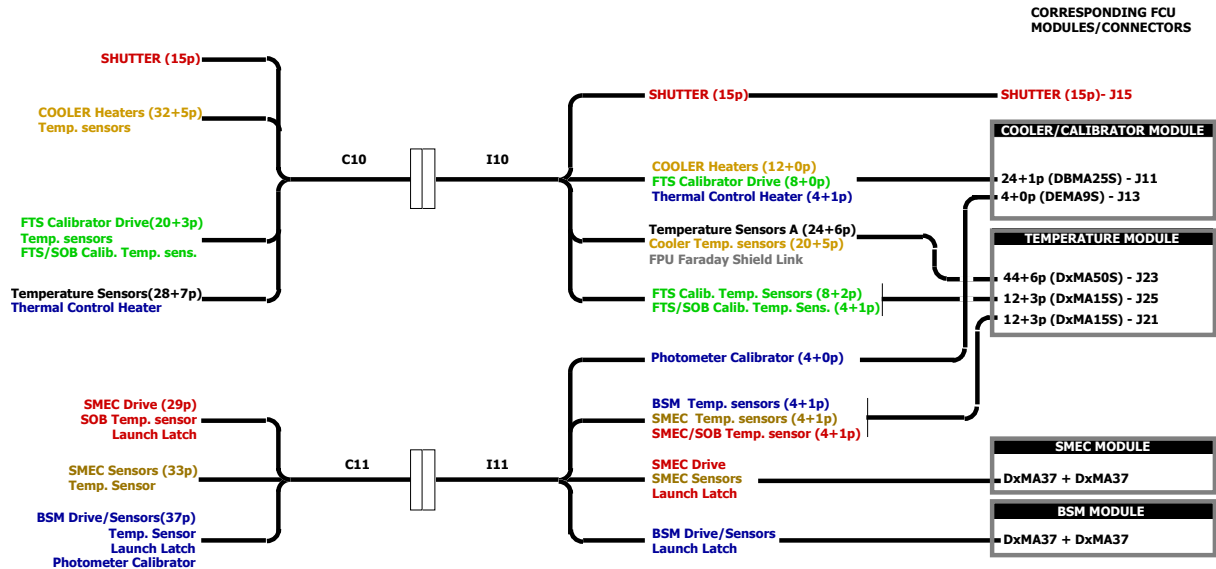 CORRESPONDING FCU
MODULES/CONNECTORS
SHUTTER (15p)
COOLER Heaters (32+5p)
Temp. sensors
FTS Calibrator Drive(20+3p)
Temp. sensors
FTS/SOB Calib. Temp. sens.
Temperature Sensors(28+7p)
Thermal Control Heater
C10
I10
SHUTTER (15p)
COOLER Heaters (12+0p)
FTS Calibrator Drive (8+0p)
Thermal Control Heater (4+1p)
Temperature Sensors A (24+6p)
Cooler Temp. sensors (20+5p)
FPU Faraday Shield Link
FTS Calib. Temp. Sensors (8+2p)
FTS/SOB Calib. Temp. Sens. (4+1p)
SHUTTER (15p)- J15
COOLER/CALIBRATOR MODULE
24+1p (DBMA25S) - J11
4+0p (DEMA9S) - J13
TEMPERATURE MODULE
44+6p (DxMA50S) - J23
12+3p (DxMA15S) - J25
12+3p (DxMA15S) - J21
SMEC Drive (29p)
SOB Temp. sensor
Launch Latch
SMEC Sensors (33p)
Temp. Sensor
BSM Drive/Sensors(37p)
Temp. Sensor
Launch Latch
Photometer Calibrator
C11
I11
Photometer Calibrator (4+0p)
BSM Temp. sensors (4+1p)
SMEC Temp. sensors (4+1p)
SMEC/SOB Temp. sensor (4+1p)
SMEC Drive
SMEC Sensors
Launch Latch
BSM Drive/Sensors
Launch Latch
SMEC MODULE
DxMA37 + DxMA37
BSM MODULE
DxMA37 + DxMA37